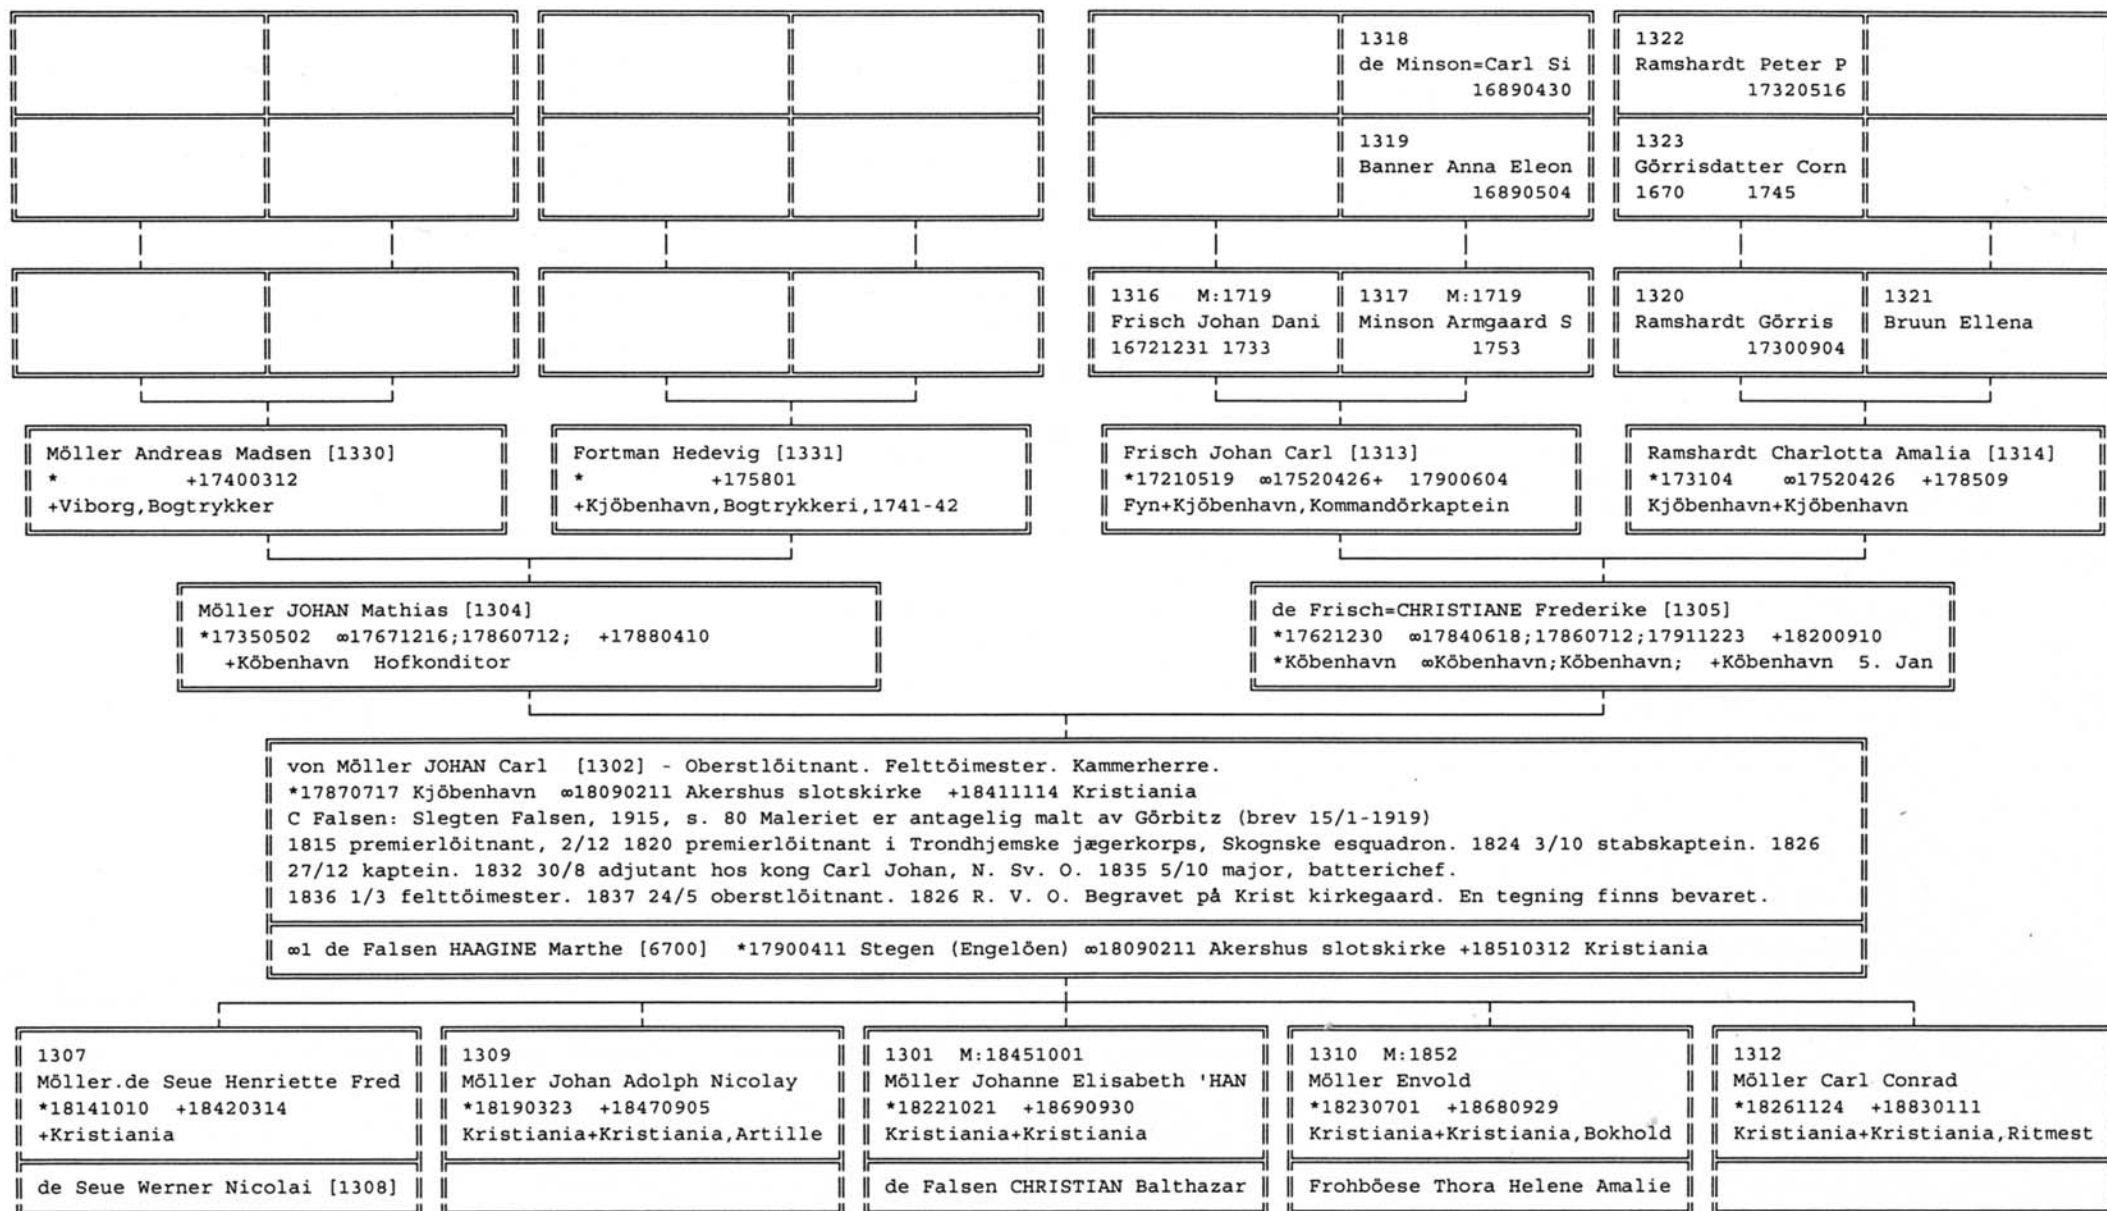 1318
de Minson=Carl Si
16890430
1322
Ramshardt Peter P
17320516
1319
Banner Anna Eleon
16890504
1323
Görrisdatter Corn
1670 1745
1316 M:1719
Frisch Johan Dani
16721231 1733
1317 M:1719
Minson Armgaard S
1753
1320
Ramshardt Görris
17300904
1321
Bruun Ellena
Möller Andreas Madsen [1330]
* +17400312
+Viborg,Bogtrykker
Fortman Hedevig [1331]
* +175801
+Kjöbenhavn,Bogtrykkeri,1741-42
Frisch Johan Carl [1313]
*17210519 ∞17520426+ 17900604
Fyn+Kjöbenhavn,Kommandörkaptein
Ramshardt Charlotta Amalia [1314]
*173104 ∞17520426 +178509
Kjöbenhavn+Kjöbenhavn
Möller JOHAN Mathias [1304]
*17350502 ∞17671216;17860712; +17880410
+Köbenhavn Hofkonditor
de Frisch=CHRISTIANE Frederike [1305]
*17621230 ∞17840618;17860712;17911223 +18200910
*Köbenhavn ∞Köbenhavn;Köbenhavn; +Köbenhavn 5. Jan
von Möller JOHAN Carl [1302] - Oberstlöitnant. Felttöimester. Kammerherre.
*17870717 Kjöbenhavn ∞18090211 Akershus slotskirke +18411114 Kristiania
C Falsen: Slegten Falsen, 1915, s. 80 Maleriet er antagelig malt av Görbitz (brev 15/1-1919)
1815 premierlöitnant, 2/12 1820 premierlöitnant i Trondhjemske jægerkorps, Skognske esquadron. 1824 3/10 stabskaptein. 1826
27/12 kaptein. 1832 30/8 adjutant hos kong Carl Johan, N. Sv. O. 1835 5/10 major, batterichef.
1836 1/3 felttöimester. 1837 24/5 oberstlöitnant. 1826 R. V. O. Begravet på Krist kirkegaard. En tegning finns bevaret.
∞1 de Falsen HAAGINE Marthe [6700] *17900411 Stegen (Engelöen) ∞18090211 Akershus slotskirke +18510312 Kristiania
1307
Möller.de Seue Henriette Fred
*18141010 +18420314
+Kristiania
de Seue Werner Nicolai [1308]
1309
Möller Johan Adolph Nicolay
*18190323 +18470905
Kristiania+Kristiania,Artille
1301 M:18451001
Möller Johanne Elisabeth 'HAN
*18221021 +18690930
Kristiania+Kristiania
de Falsen CHRISTIAN Balthazar
1310 M:1852
Möller Envold
*18230701 +18680929
Kristiania+Kristiania,Bokhold
Frohböese Thora Helene Amalie
1312
Möller Carl Conrad
*18261124 +18830111
Kristiania+Kristiania,Ritmest